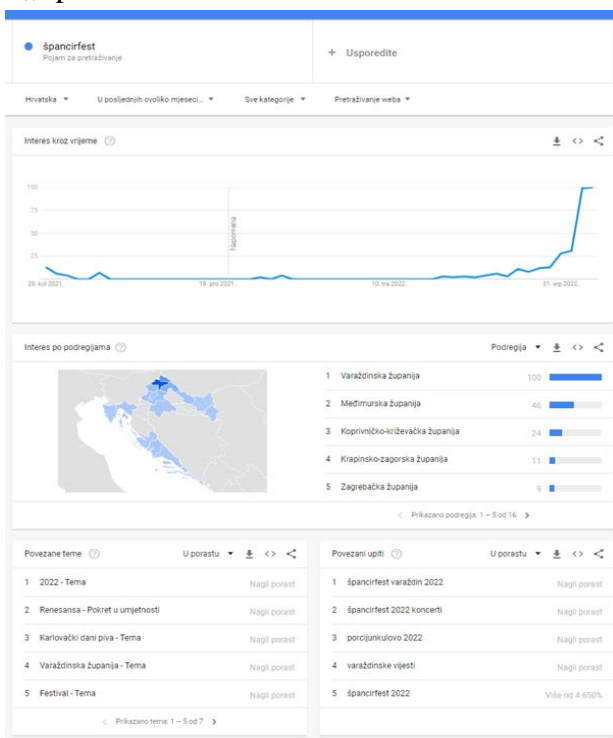 špancirfest
Pojam za pretraživanje
+ Usporedite
Hrvatska
U posljednjih ovoliko mjeseci...
Sve kategorije
Pretraživanje weba
Interes kroz vrijeme
100
75
50
25
Napomena
29. kol 2021.
19. pro 2021.
10. tra 2022.
31. srp 2022.
Interes po podregijama
Podregija
1 Varaždinska županija 100
2 Međimurska županija 46
3 Koprivničko-križevačka županija 24
4 Krapinsko-zagorska županija 11
5 Zagrebačka županija 9
Prikazano podregija: 1 – 5 od 16
Povezane teme
U porastu
1 2022 - Tema Nagli porast
2 Renesansa - Pokret u umjetnosti Nagli porast
3 Karlovački dani piva - Tema Nagli porast
4 Varaždinska županija - Tema Nagli porast
5 Festival - Tema Nagli porast
Prikazano tema: 1 – 5 od 7
Povezani upiti
U porastu
1 špancirfest varaždin 2022 Nagli porast
2 špancirfest 2022 koncerti Nagli porast
3 porcijunkulovo 2022 Nagli porast
4 varaždinske vijesti Nagli porast
5 špancirfest 2022 Više od 4.650%